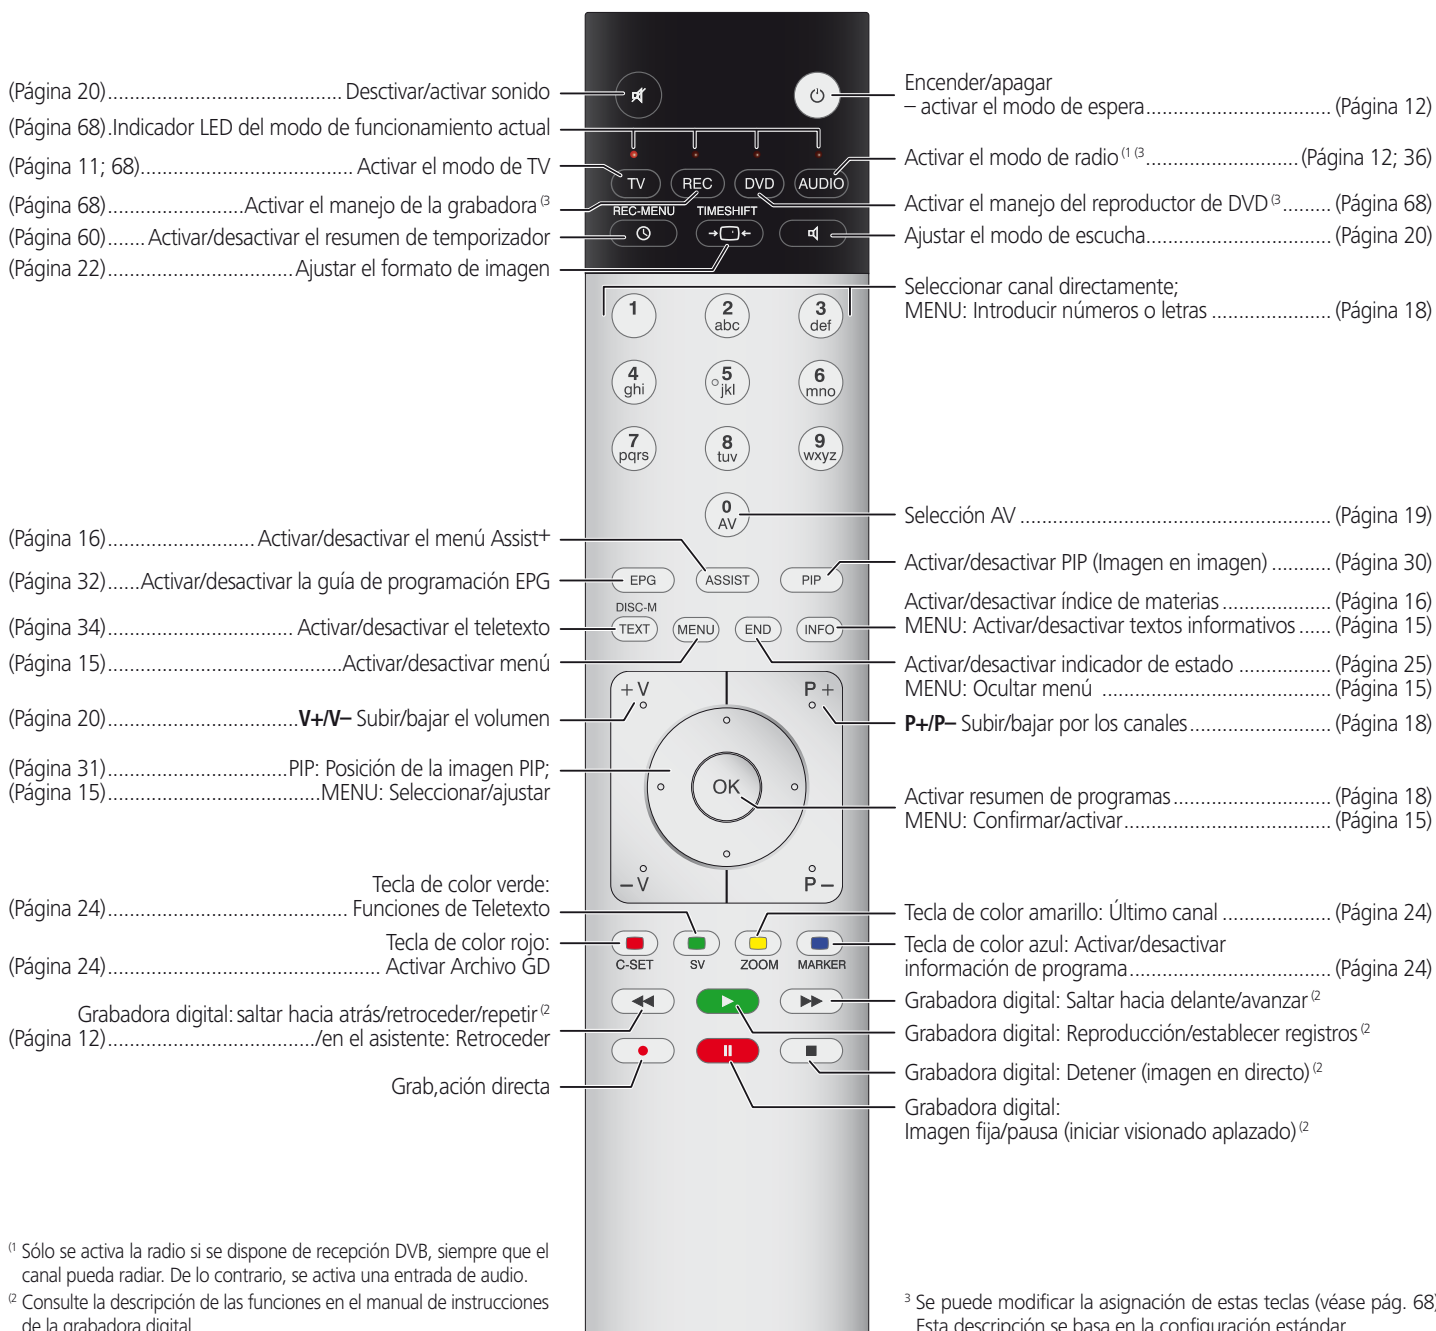 (Página 20)..........................................Desctivar/activar sonido
(Página 68).Indicador LED del modo de funcionamiento actual
(Página 11; 68)......................................Activar el modo de TV
(Página 68).........................Activar el manejo de la grabadora (3
(Página 60).......Activar/desactivar el resumen de temporizador
(Página 22)..................................Ajustar el formato de imagen
(Página 16)...........................Activar/desactivar el menú Assist+
(Página 32)......Activar/desactivar la guía de programación EPG
(Página 34)..................................Activar/desactivar el teletexto
(Página 15)...........................................Activar/desactivar menú
(Página 20)...................................V+/V– Subir/bajar el volumen
(Página 31).................................PIP: Posición de la imagen PIP;
(Página 15).......................................MENU: Seleccionar/ajustar
Tecla de color verde:
(Página 24)............................................Funciones de Teletexto
Tecla de color rojo:
(Página 24)..................................................Activar Archivo GD
Grabadora digital: saltar hacia atrás/retroceder/repetir (2
(Página 12)....................................../en el asistente: Retroceder
Grab,ación directa
TV REC DVD AUDIO
REC-MENU TIMESHIFT
1 2 abc 3 def
4 ghi 5 jkl 6 mno
7 pqrs 8 tuv 9 wxyz
0 AV
EPG ASSIST PIP
DISC-M
TEXT MENU END INFO
+ V P +
OK
– V P –
C-SET SV ZOOM MARKER
Encender/apagar
– activar el modo de espera..................................(Página 12)
Activar el modo de radio (1 (3............................(Página 12; 36)
Activar el manejo del reproductor de DVD (3.........(Página 68)
Ajustar el modo de escucha..................................(Página 20)
Seleccionar canal directamente;
MENU: Introducir números o letras ......................(Página 18)
Selección AV .........................................................(Página 19)
Activar/desactivar PIP (Imagen en imagen) ...........(Página 30)
Activar/desactivar índice de materias ....................(Página 16)
MENU: Activar/desactivar textos informativos ......(Página 15)
Activar/desactivar indicador de estado .................(Página 25)
MENU: Ocultar menú ..........................................(Página 15)
P+/P– Subir/bajar por los canales..........................(Página 18)
Activar resumen de programas.............................(Página 18)
MENU: Confirmar/activar......................................(Página 15)
Tecla de color amarillo: Último canal ....................(Página 24)
Tecla de color azul: Activar/desactivar
información de programa.....................................(Página 24)
Grabadora digital: Saltar hacia delante/avanzar (2
Grabadora digital: Reproducción/establecer registros (2
Grabadora digital: Detener (imagen en directo) (2
Grabadora digital:
Imagen fija/pausa (iniciar visionado aplazado) (2
(1 Sólo se activa la radio si se dispone de recepción DVB, siempre que el
canal pueda radiar. De lo contrario, se activa una entrada de audio.
(2 Consulte la descripción de las funciones en el manual de instrucciones
de la grabadora digital
3 Se puede modificar la asignación de estas teclas (véase pág. 68)
Esta descripción se basa en la configuración estándar